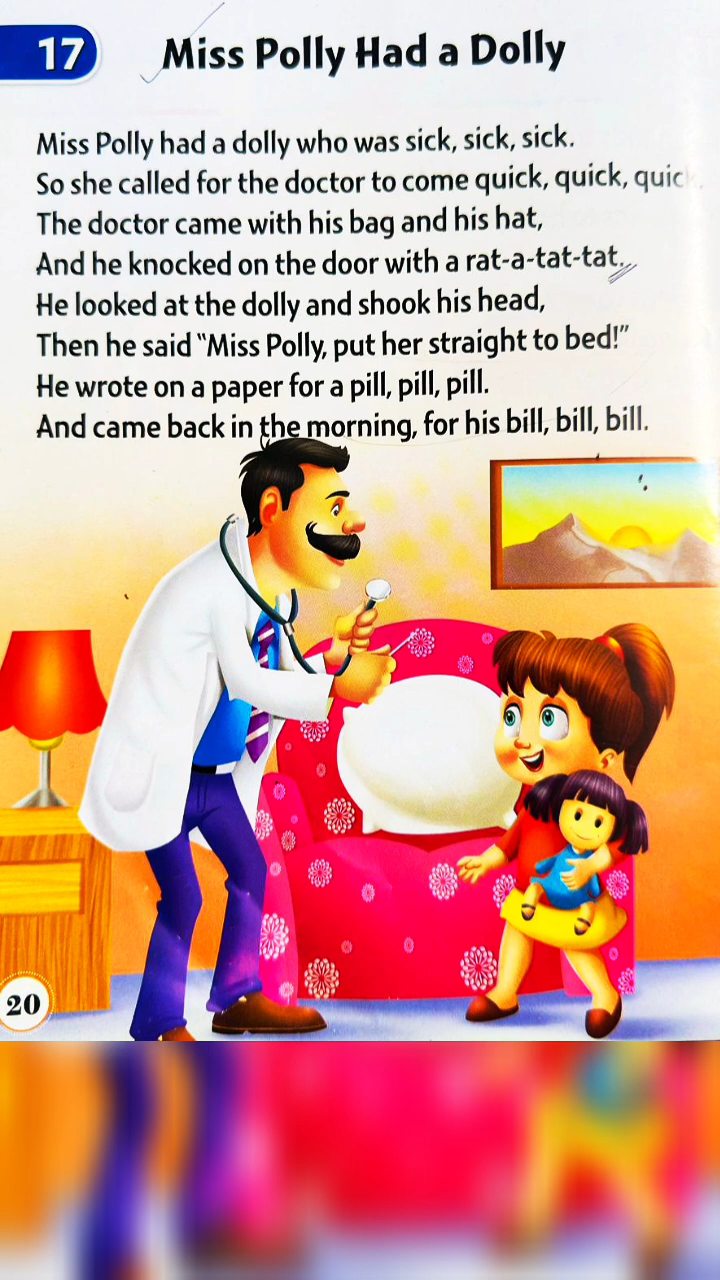 17
Miss Polly Had a Dolly
Miss Polly had a dolly who was sick, sick, sick.
So she called for the doctor to come quick, quick, quick.
The doctor came with his bag and his hat,
And he knocked on the door with a rat-a-tat-tat.
He looked at the dolly and shook his head,
Then he said “Miss Polly, put her straight to bed!”
He wrote on a paper for a pill, pill, pill.
And came back in the morning, for his bill, bill, bill.
20